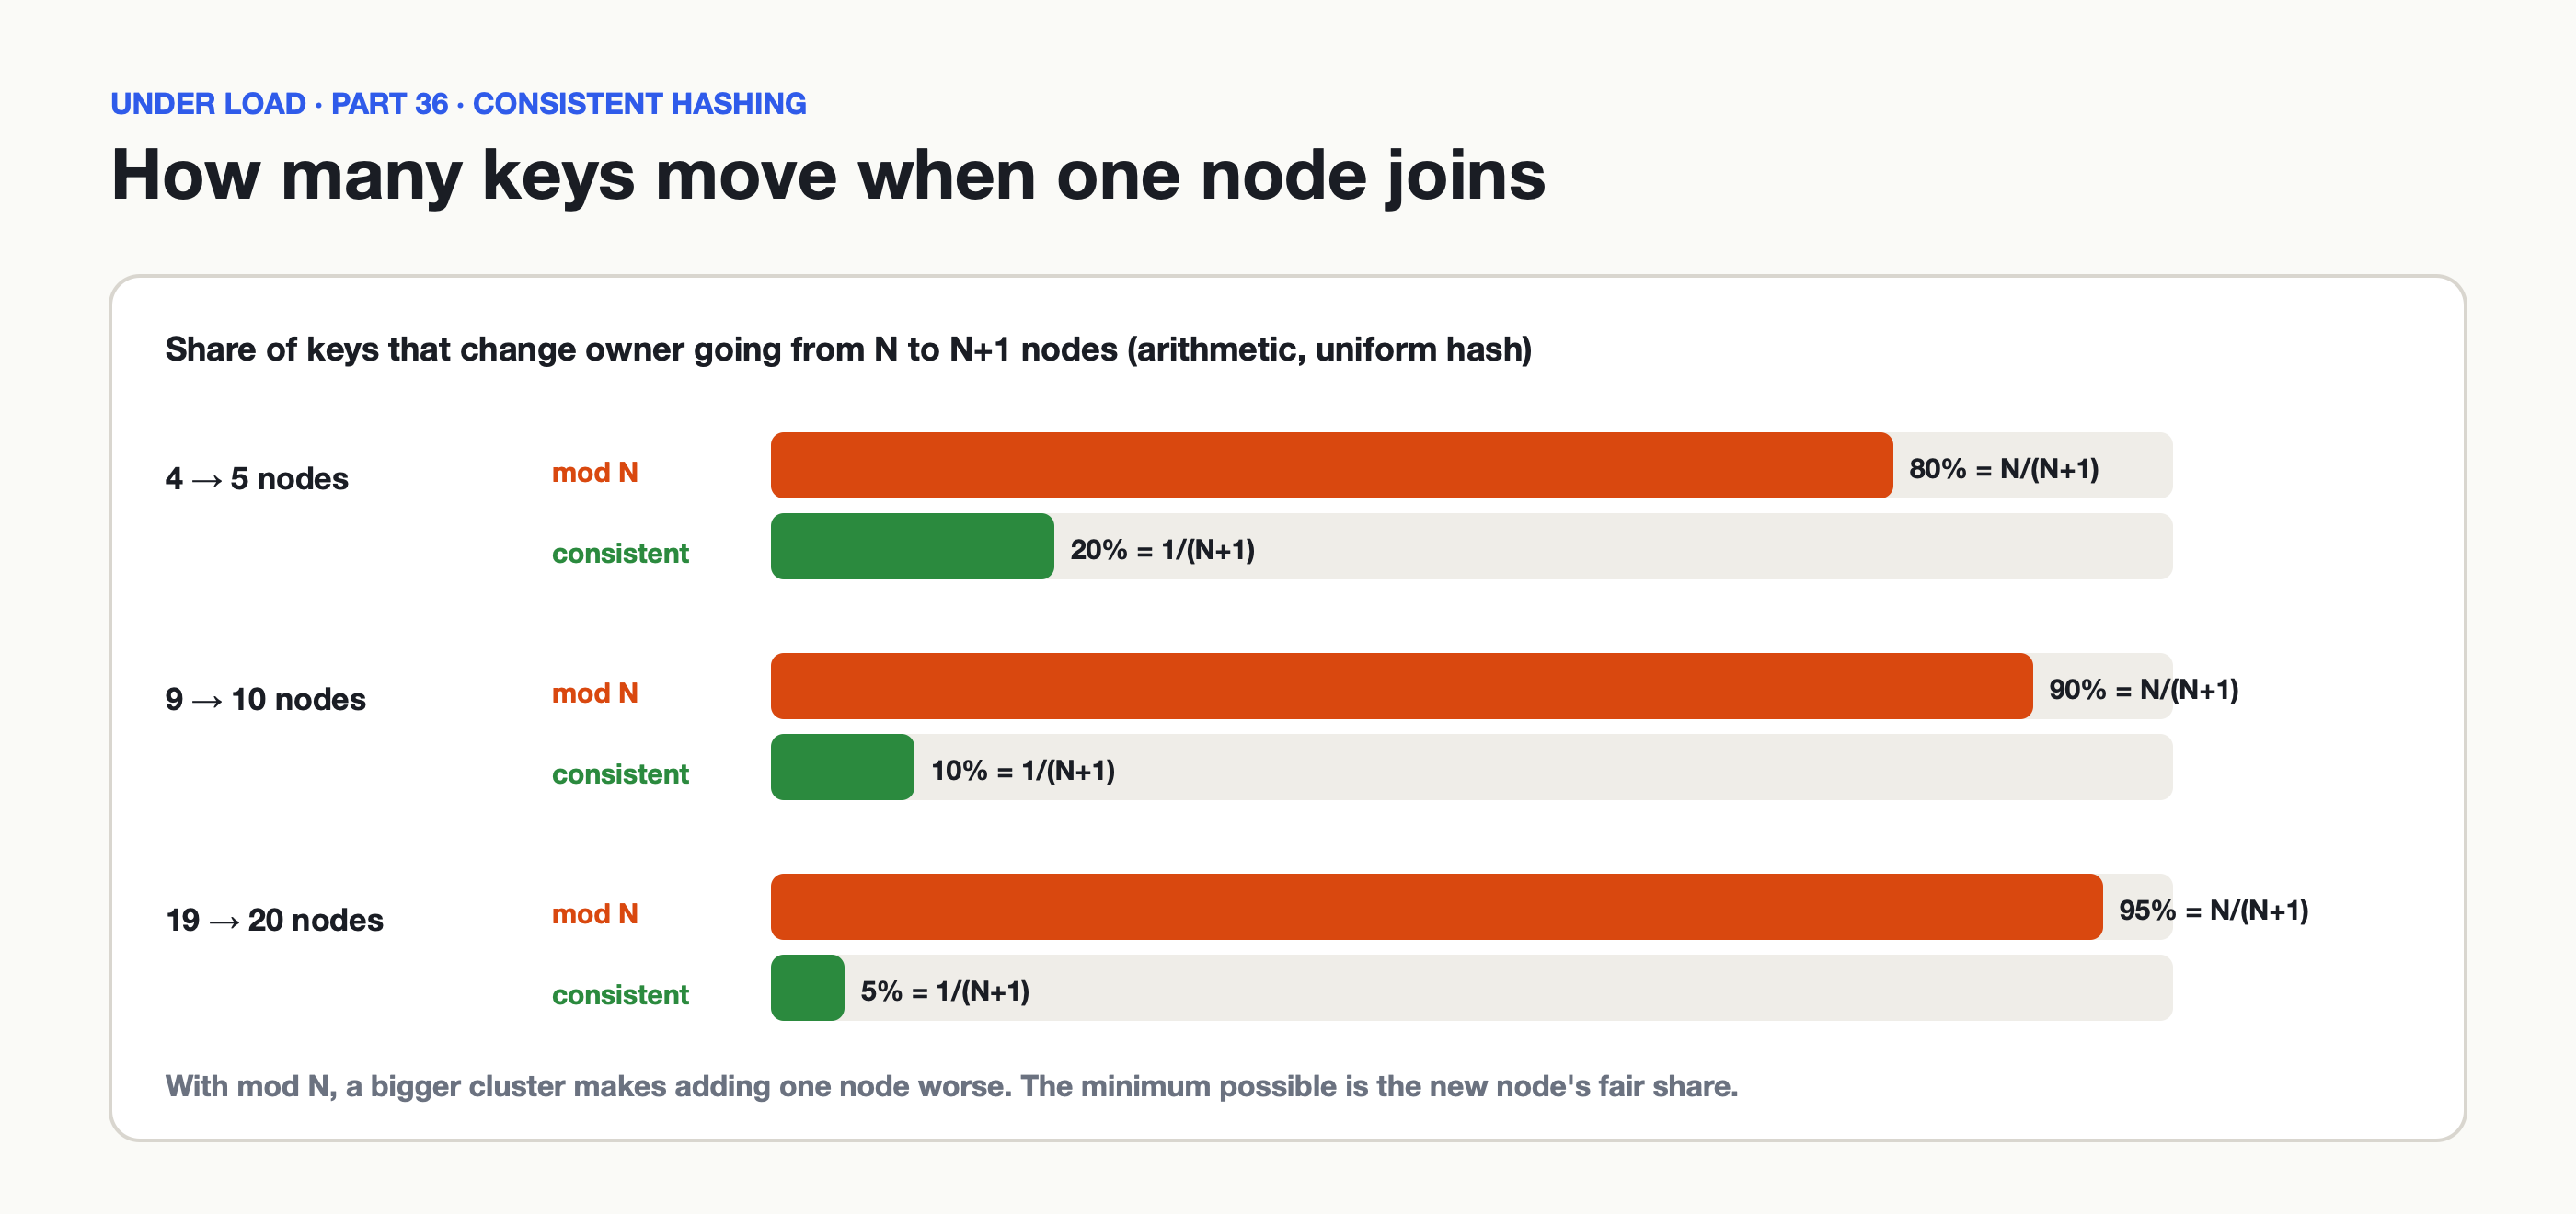 UNDER LOAD · PART 36 · CONSISTENT HASHING
How many keys move when one node joins
Share of keys that change owner going from N to N+1 nodes (arithmetic, uniform hash)
4 → 5 nodes
mod N
80% = N/(N+1)
consistent
20% = 1/(N+1)
9 → 10 nodes
mod N
90% = N/(N+1)
consistent
10% = 1/(N+1)
19 → 20 nodes
mod N
95% = N/(N+1)
consistent
5% = 1/(N+1)
With mod N, a bigger cluster makes adding one node worse. The minimum possible is the new node's fair share.